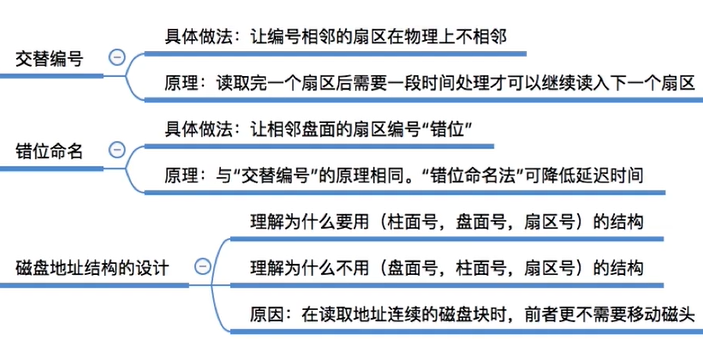 交替编号
具体做法：让编号相邻的扇区在物理上不相邻
原理：读取完一个扇区后需要一段时间处理才可以继续读入下一个扇区
错位命名
具体做法：让相邻盘面的扇区编号“错位”
原理：与“交替编号”的原理相同。“错位命名法”可降低延迟时间
磁盘地址结构的设计
理解为什么要用（柱面号，盘面号，扇区号）的结构
理解为什么不用（盘面号，柱面号，扇区号）的结构
原因：在读取地址连续的磁盘块时，前者更不需要移动磁头